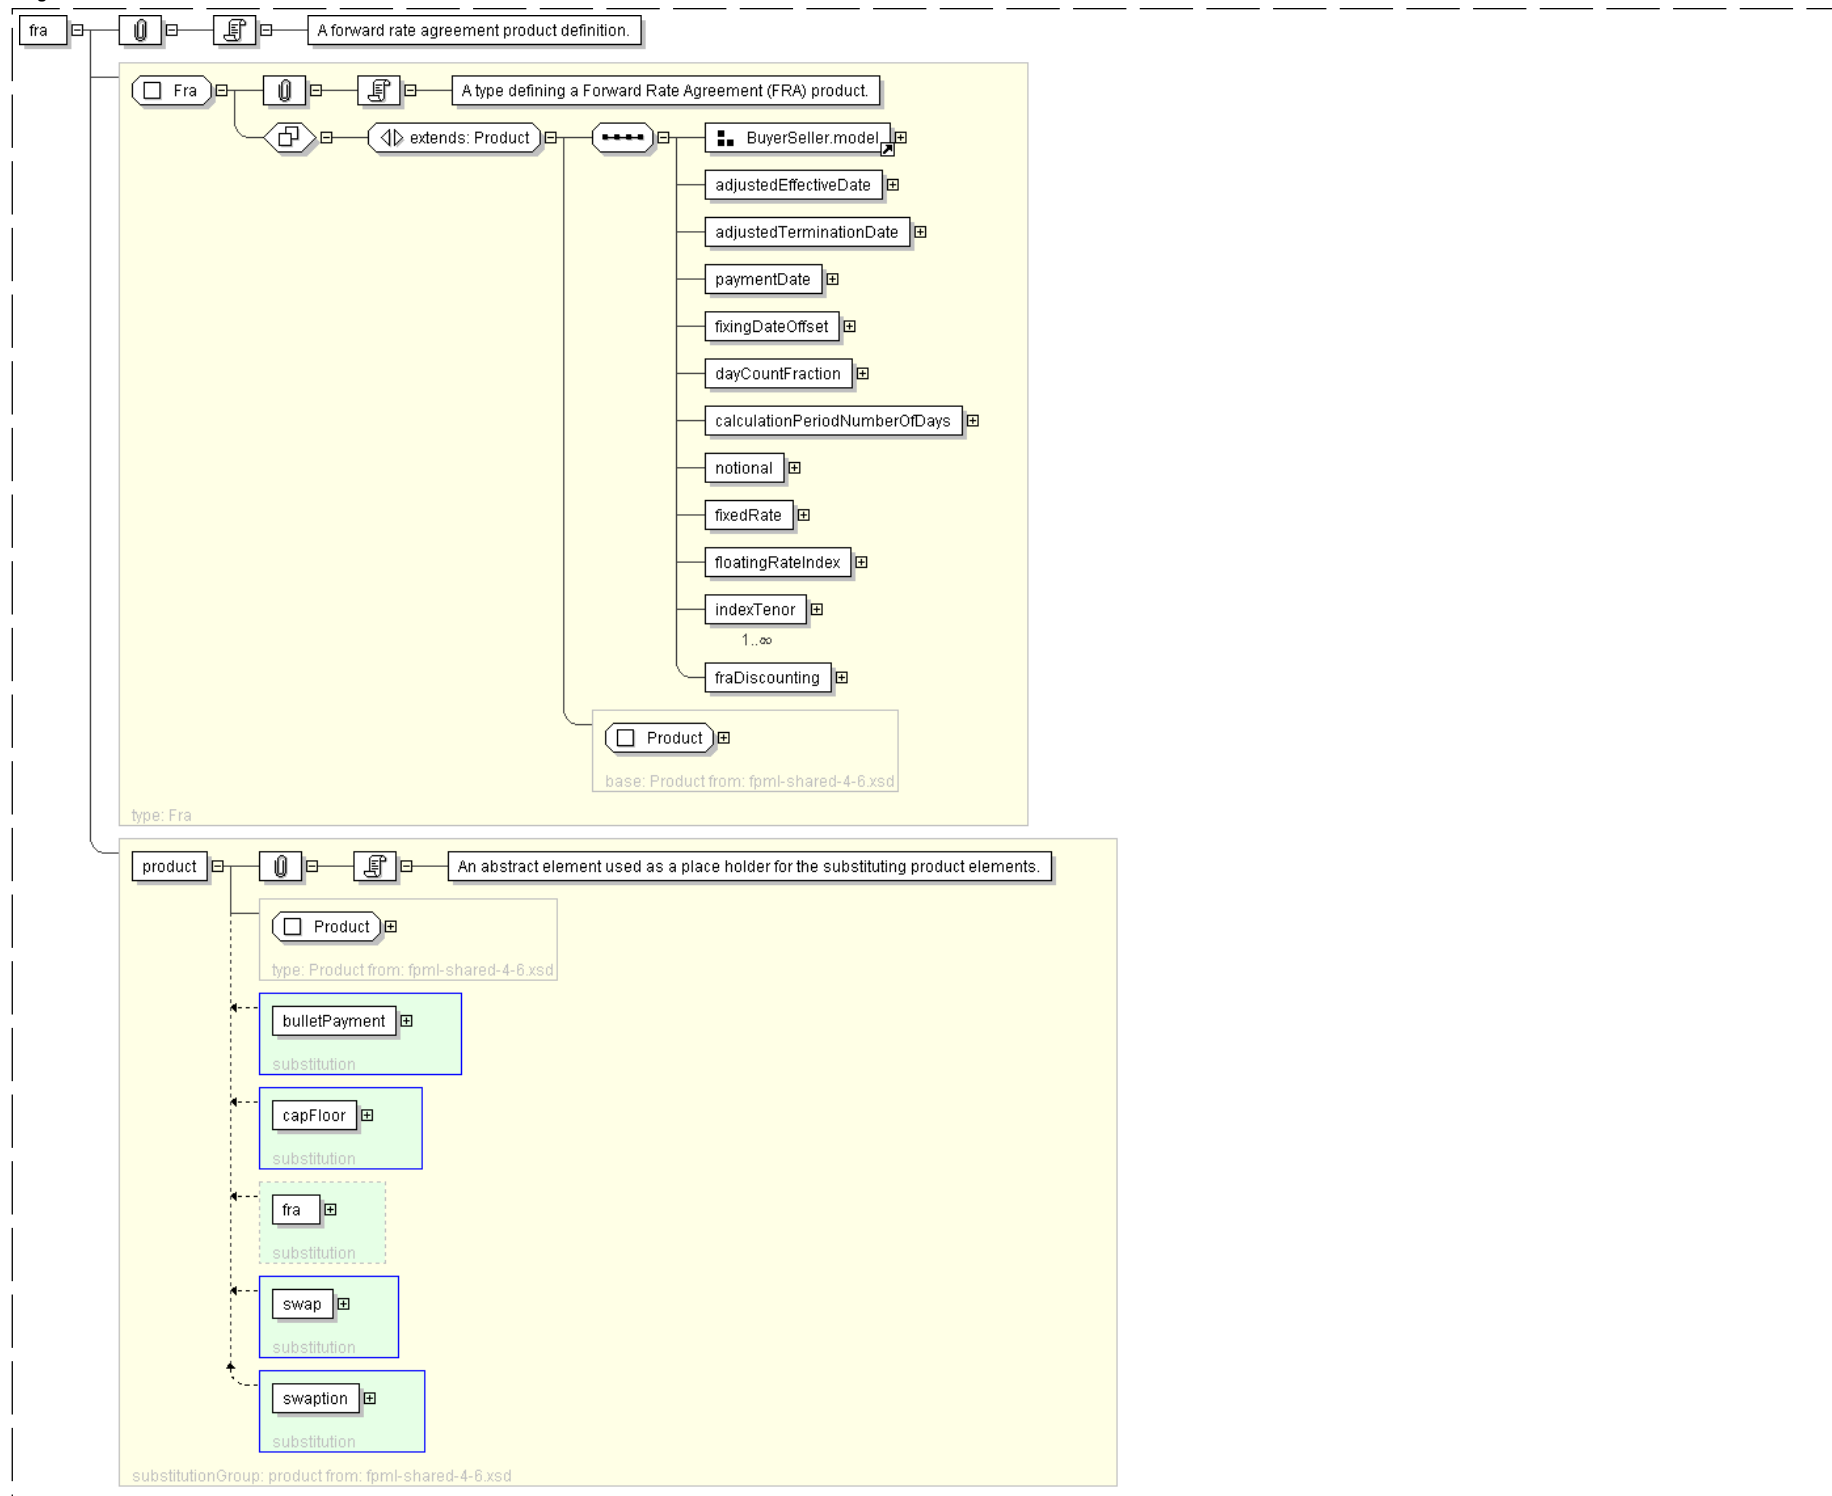 fra
A forward rate agreement product definition.
Fra
A type defining a Forward Rate Agreement (FRA) product.
extends: Product
BuyerSeller.model
adjustedEffectiveDate
adjustedTerminationDate
paymentDate
fixingDateOffset
dayCountFraction
calculationPeriodNumberOfDays
notional
fixedRate
floatingRateIndex
indexTenor
1..∞
fraDiscounting
Product
base: Product from: fpml-shared-4-6.xsd
type: Fra
product
An abstract element used as a place holder for the substituting product elements.
Product
type: Product from: fpml-shared-4-6.xsd
bulletPayment
substitution
capFloor
substitution
fra
substitution
swap
substitution
swaption
substitution
substitutionGroup: product from: fpml-shared-4-6.xsd